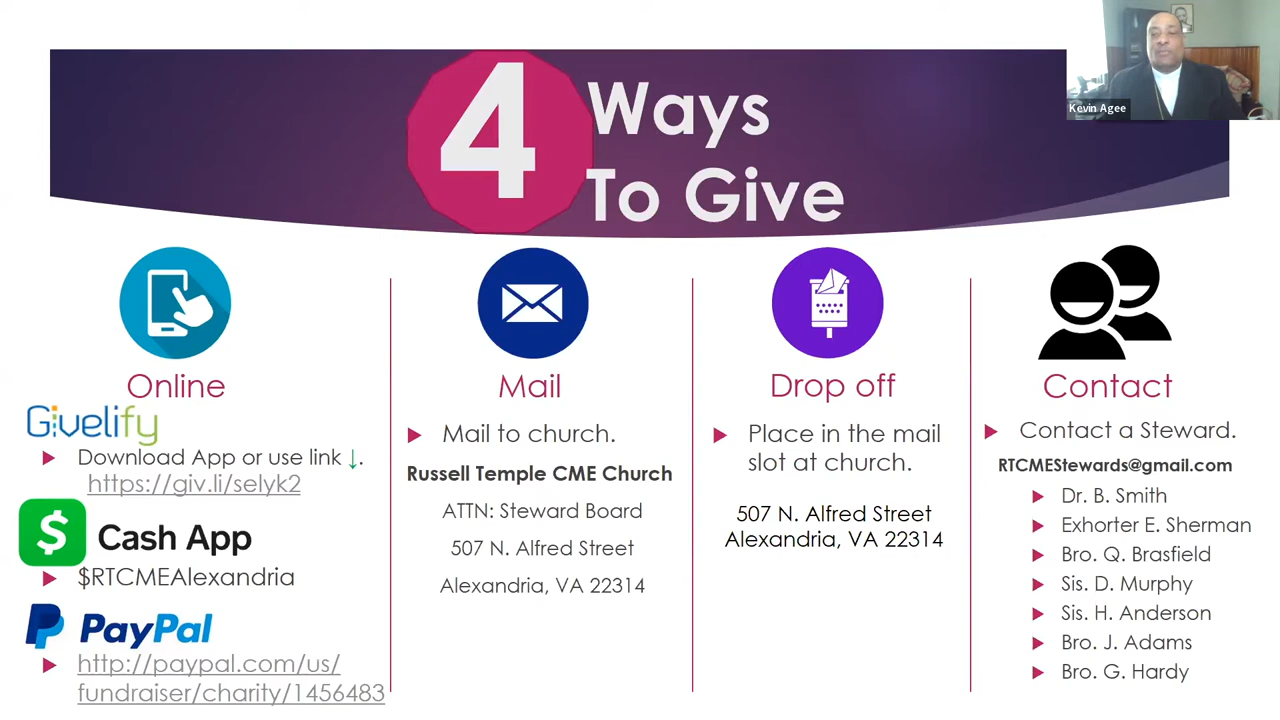 4
Ways
To Give
Kevin Agee
Online
Givelify
Download App or use link ↓.
https://giv.li/selyk2
$ Cash App
$RTCMEAlexandria
PayPal
http://paypal.com/us/
fundraiser/charity/1456483
Mail
Mail to church.
Russell Temple CME Church
ATTN: Steward Board
507 N. Alfred Street
Alexandria, VA 22314
Drop off
Place in the mail
slot at church.
507 N. Alfred Street
Alexandria, VA 22314
Contact
Contact a Steward.
RTCMEStewards@gmail.com
Dr. B. Smith
Exhorter E. Sherman
Bro. Q. Brasfield
Sis. D. Murphy
Sis. H. Anderson
Bro. J. Adams
Bro. G. Hardy